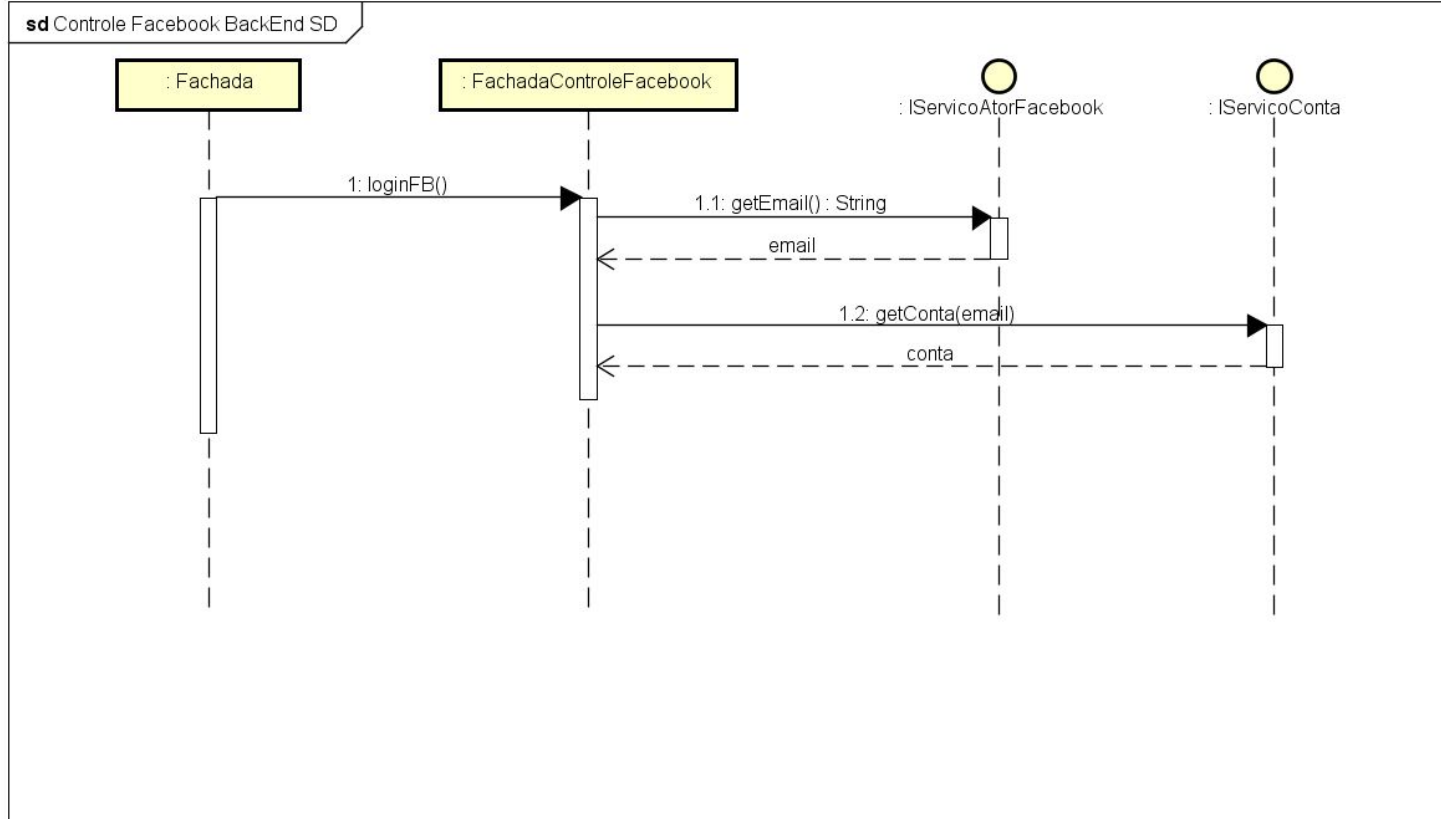 sd Controle Facebook BackEnd SD
: Fachada
: FachadaControleFacebook
: IServicoAtorFacebook
: IServicoConta
1: loginFB()
1.1: getEmail() : String
email
1.2: getConta(email)
conta